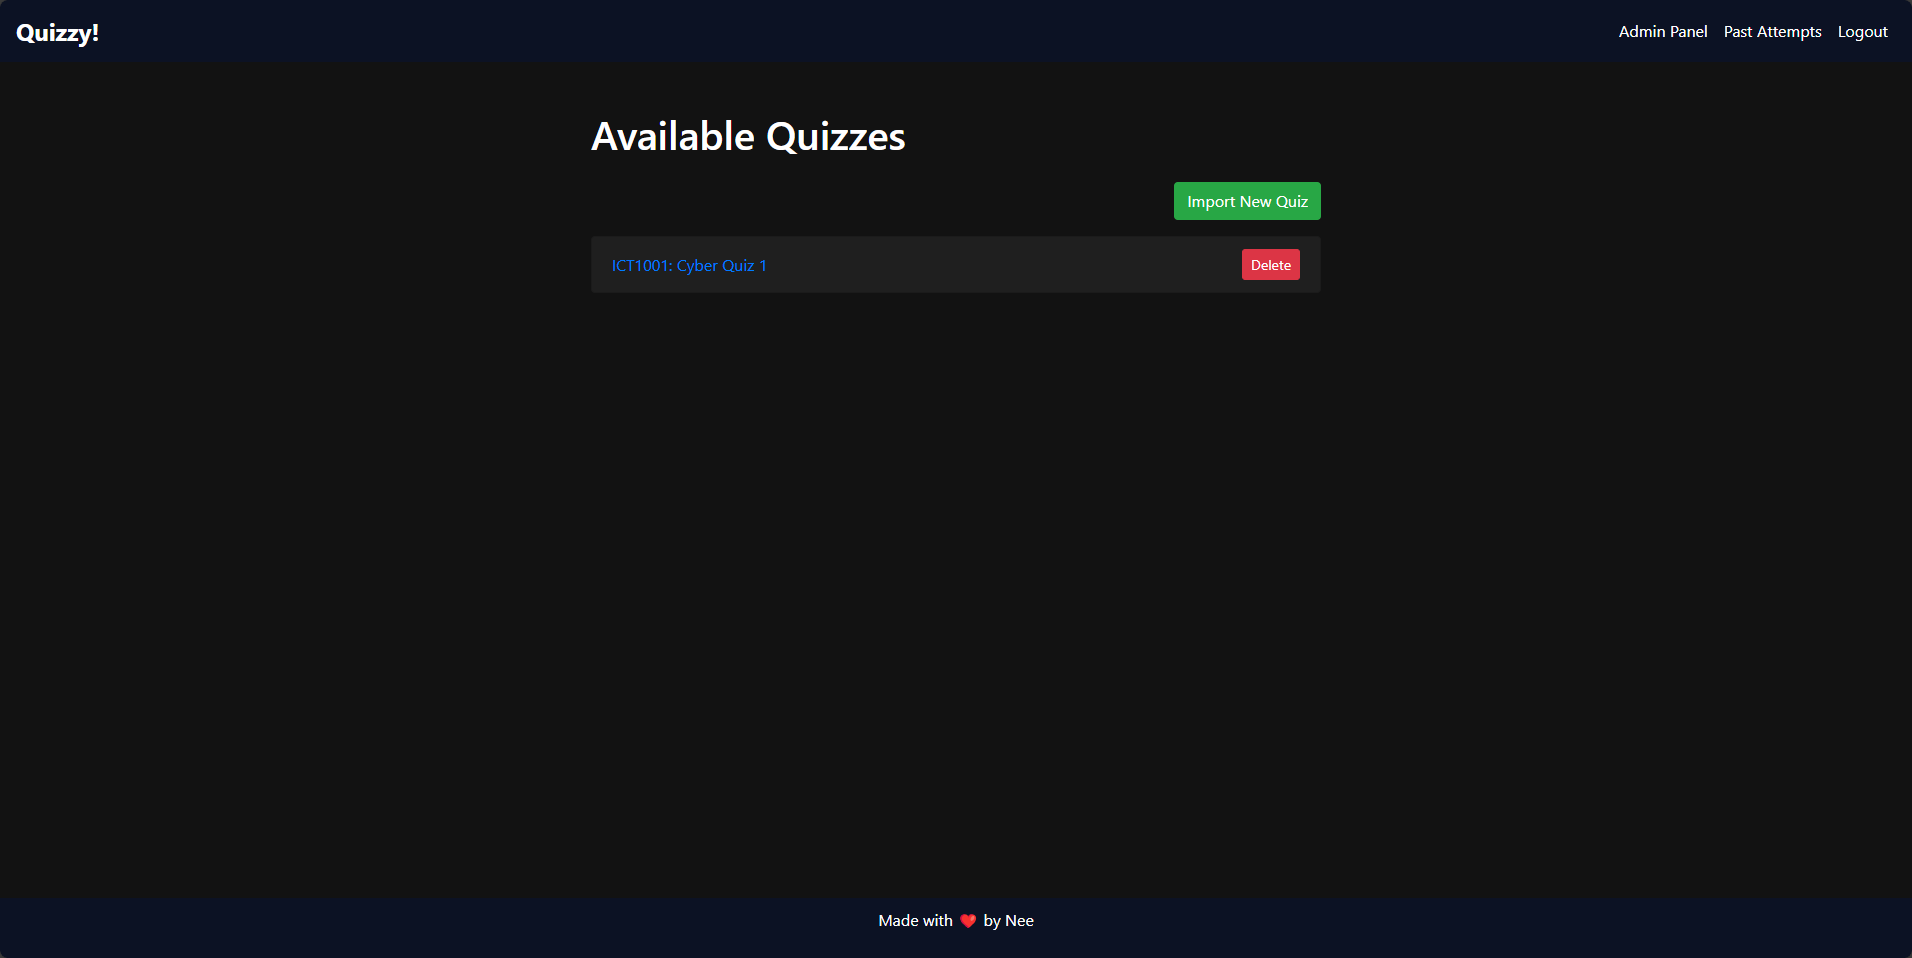 Quizzy!
Admin Panel Past Attempts Logout
Available Quizzes
Import New Quiz
ICT1001: Cyber Quiz 1
Delete
Made with ❤️ by Nee